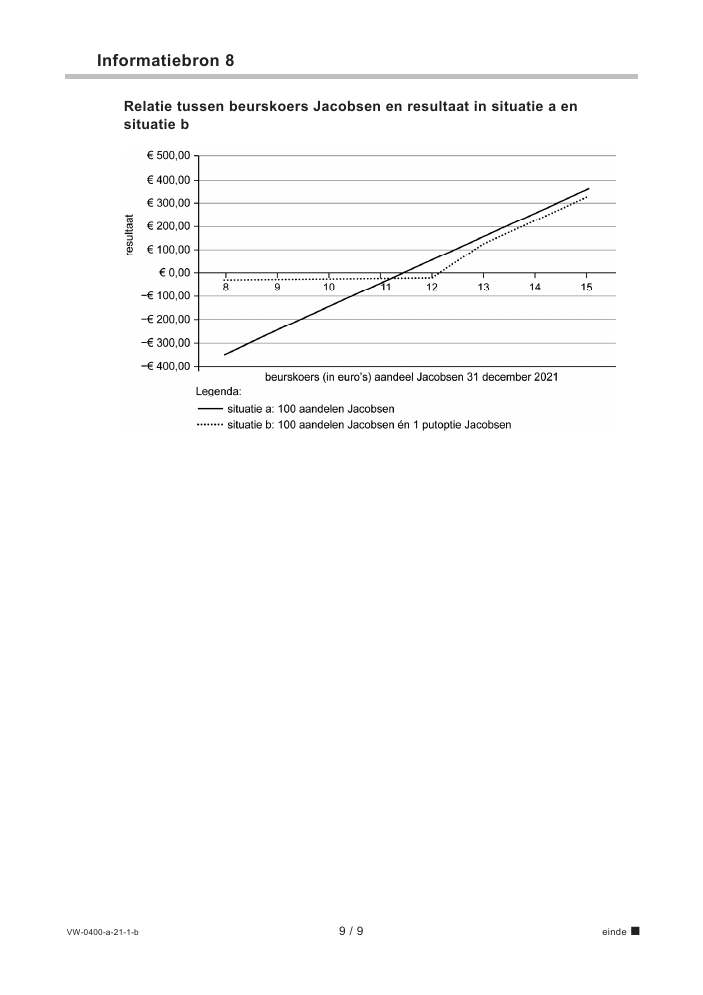 Informatiebron 8
Relatie tussen beurskoers Jacobsen en resultaat in situatie a en
situatie b
€ 500,00
€ 400,00
€ 300,00
€ 200,00
€ 100,00
€ 0,00
−€ 100,00
−€ 200,00
−€ 300,00
−€ 400,00
resultaat
8 9 10 11 12 13 14 15
beurskoers (in euro's) aandeel Jacobsen 31 december 2021
Legenda:
situatie a: 100 aandelen Jacobsen
situatie b: 100 aandelen Jacobsen én 1 putoptie Jacobsen
VW-0400-a-21-1-b 9 / 9 einde